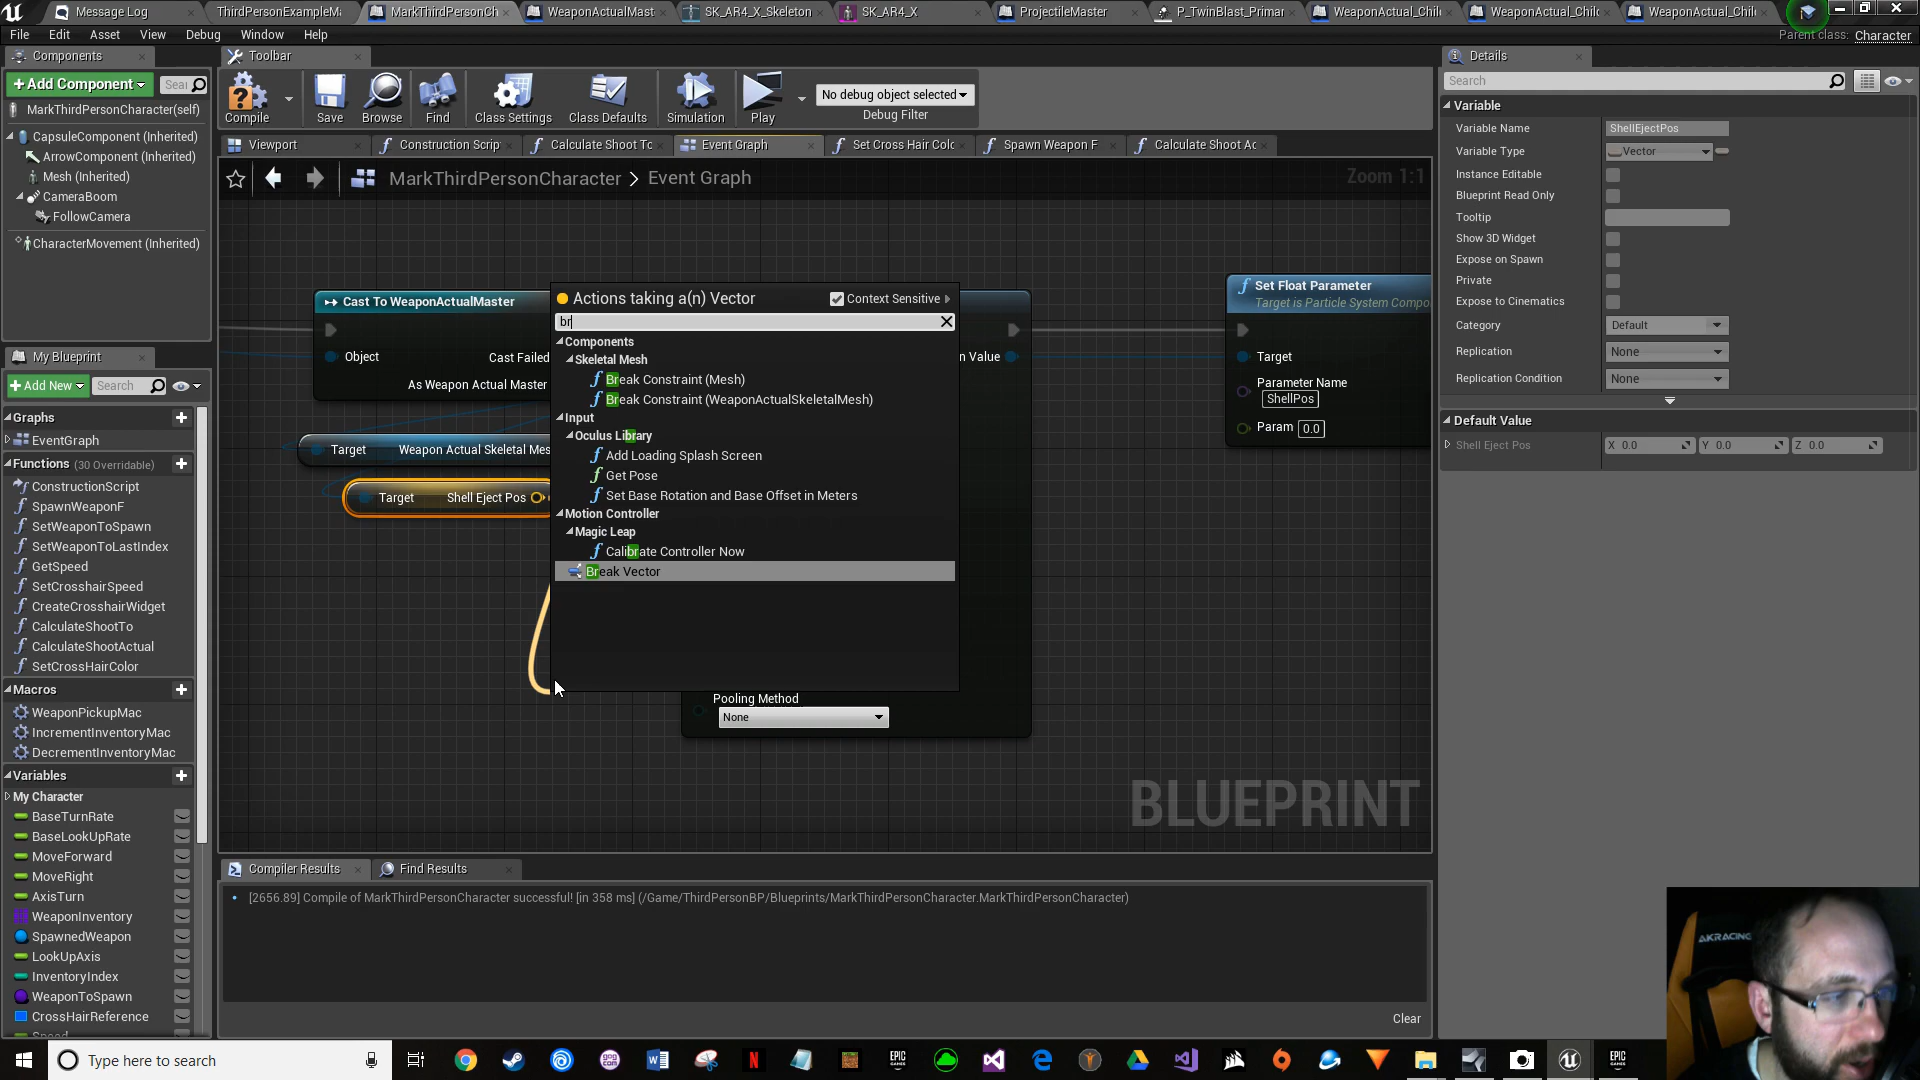 Message Log
ThirdPersonExampleMa
MarkThirdPersonCh
WeaponActualMast
SK_AR4_X_Skeleton
SK_AR4_X
ProjectileMaster
P_TwinBlast_Primar
WeaponActual_Chil
WeaponActual_Chil
WeaponActual_Chil
File Edit Asset View Debug Window Help
Parent class: Character
Components
+ Add Component
Sea
MarkThirdPersonCharacter(self)
CapsuleComponent (Inherited)
ArrowComponent (Inherited)
Mesh (Inherited)
CameraBoom
FollowCamera
CharacterMovement (Inherited)
Toolbar
Compile
Save
Browse
Find
Class Settings
Class Defaults
Simulation
Play
No debug object selected
Debug Filter
Viewport
Construction Scrip
Calculate Shoot To
Event Graph
Set Cross Hair Colo
Spawn Weapon F
Calculate Shoot Ac
MarkThirdPersonCharacter > Event Graph
Zoom 1:1
Cast To WeaponActualMaster
Object
Cast Failed
As Weapon Actual Master
Target
Weapon Actual Skeletal Mes
Target
Shell Eject Pos
Actions taking a(n) Vector
Context Sensitive
br
Components
Skeletal Mesh
Break Constraint (Mesh)
Break Constraint (WeaponActualSkeletalMesh)
Input
Oculus Library
Add Loading Splash Screen
Get Pose
Set Base Rotation and Base Offset in Meters
Motion Controller
Magic Leap
Calibrate Controller Now
Break Vector
n Value
Pooling Method
None
Set Float Parameter
Target is Particle System Compo
Target
Parameter Name
ShellPos
Param 0.0
BLUEPRINT
My Blueprint
+ Add New
Search
Graphs
EventGraph
Functions (30 Overridable)
ConstructionScript
SpawnWeaponF
SetWeaponToSpawn
SetWeaponToLastIndex
GetSpeed
SetCrosshairSpeed
CreateCrosshairWidget
CalculateShootTo
CalculateShootActual
SetCrossHairColor
Macros
WeaponPickupMac
IncrementInventoryMac
DecrementInventoryMac
Variables
My Character
BaseTurnRate
BaseLookUpRate
MoveForward
MoveRight
AxisTurn
WeaponInventory
SpawnedWeapon
LookUpAxis
InventoryIndex
WeaponToSpawn
CrossHairReference
Speed
Compiler Results
Find Results
[2656.89] Compile of MarkThirdPersonCharacter successful! [in 358 ms] (/Game/ThirdPersonBP/Blueprints/MarkThirdPersonCharacter.MarkThirdPersonCharacter)
Clear
Details
Search
Variable
Variable Name ShellEjectPos
Variable Type Vector
Instance Editable
Blueprint Read Only
Tooltip
Show 3D Widget
Expose on Spawn
Private
Expose to Cinematics
Category Default
Replication None
Replication Condition None
Default Value
Shell Eject Pos X 0.0 Y 0.0 Z 0.0
AKRACING
Type here to search